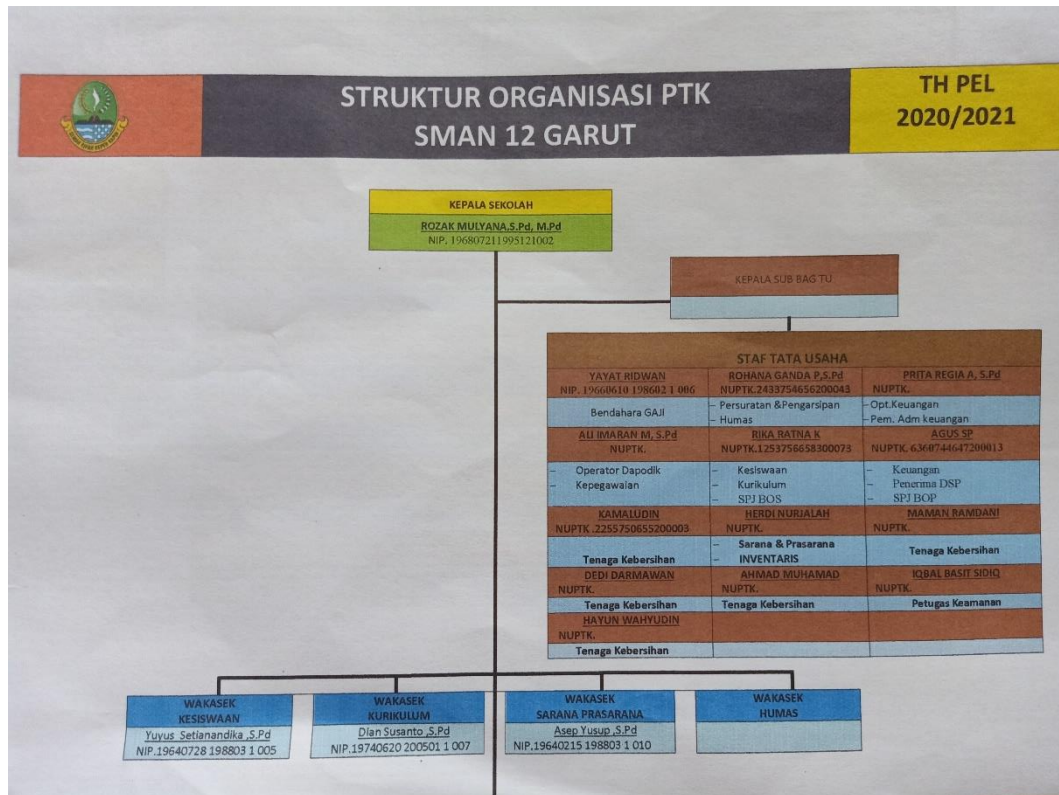 STRUKTUR ORGANISASI PTK
SMAN 12 GARUT
TH PEL
2020/2021
KEPALA SEKOLAH
ROZAK MULYANA.S.Pd, M.Pd
NIP. 196807211995121002
KEPALA SUB BAG TU
STAF TATA USAHA
YAYAT RIDWAN
NIP. 19660610 198602 1 006
Bendahara GAJI
ROHANA GANDA P,S.Pd
NUPTK.2433754656200043
– Persuratan &Pengarsipan
– Humas
PRITA REGIA A, S.Pd
NUPTK.
– Opt.Keuangan
– Pem. Adm keuangan
ALI IMARAN M, S.Pd
NUPTK.
– Operator Dapodik
– Kepegawaian
RIKA RATNA K
NUPTK.1253756658300073
– Kesiswaan
– Kurikulum
– SPJ BOS
AGUS SP
NUPTK. 6360744647200013
– Keuangan
– Penerima DSP
– SPJ BOP
KAMALUDIN
NUPTK .2255750655200003
Tenaga Kebersihan
HERDI NURJALAH
NUPTK.
– Sarana & Prasarana
– INVENTARIS
MAMAN RAMDANI
NUPTK.
Tenaga Kebersihan
DEDI DARMAWAN
NUPTK.
Tenaga Kebersihan
AHMAD MUHAMAD
NUPTK.
Tenaga Kebersihan
IQBAL BASIT SIDIQ
NUPTK.
Petugas Keamanan
HAYUN WAHYUDIN
NUPTK.
Tenaga Kebersihan
WAKASEK
KESISWAAN
Yuyus Setianandika ,S.Pd
NIP.19640728 198803 1 005
WAKASEK
KURIKULUM
Dian Susanto ,S.Pd
NIP.19740620 200501 1 007
WAKASEK
SARANA PRASARANA
Asep Yusup ,S.Pd
NIP.19640215 198803 1 010
WAKASEK
HUMAS